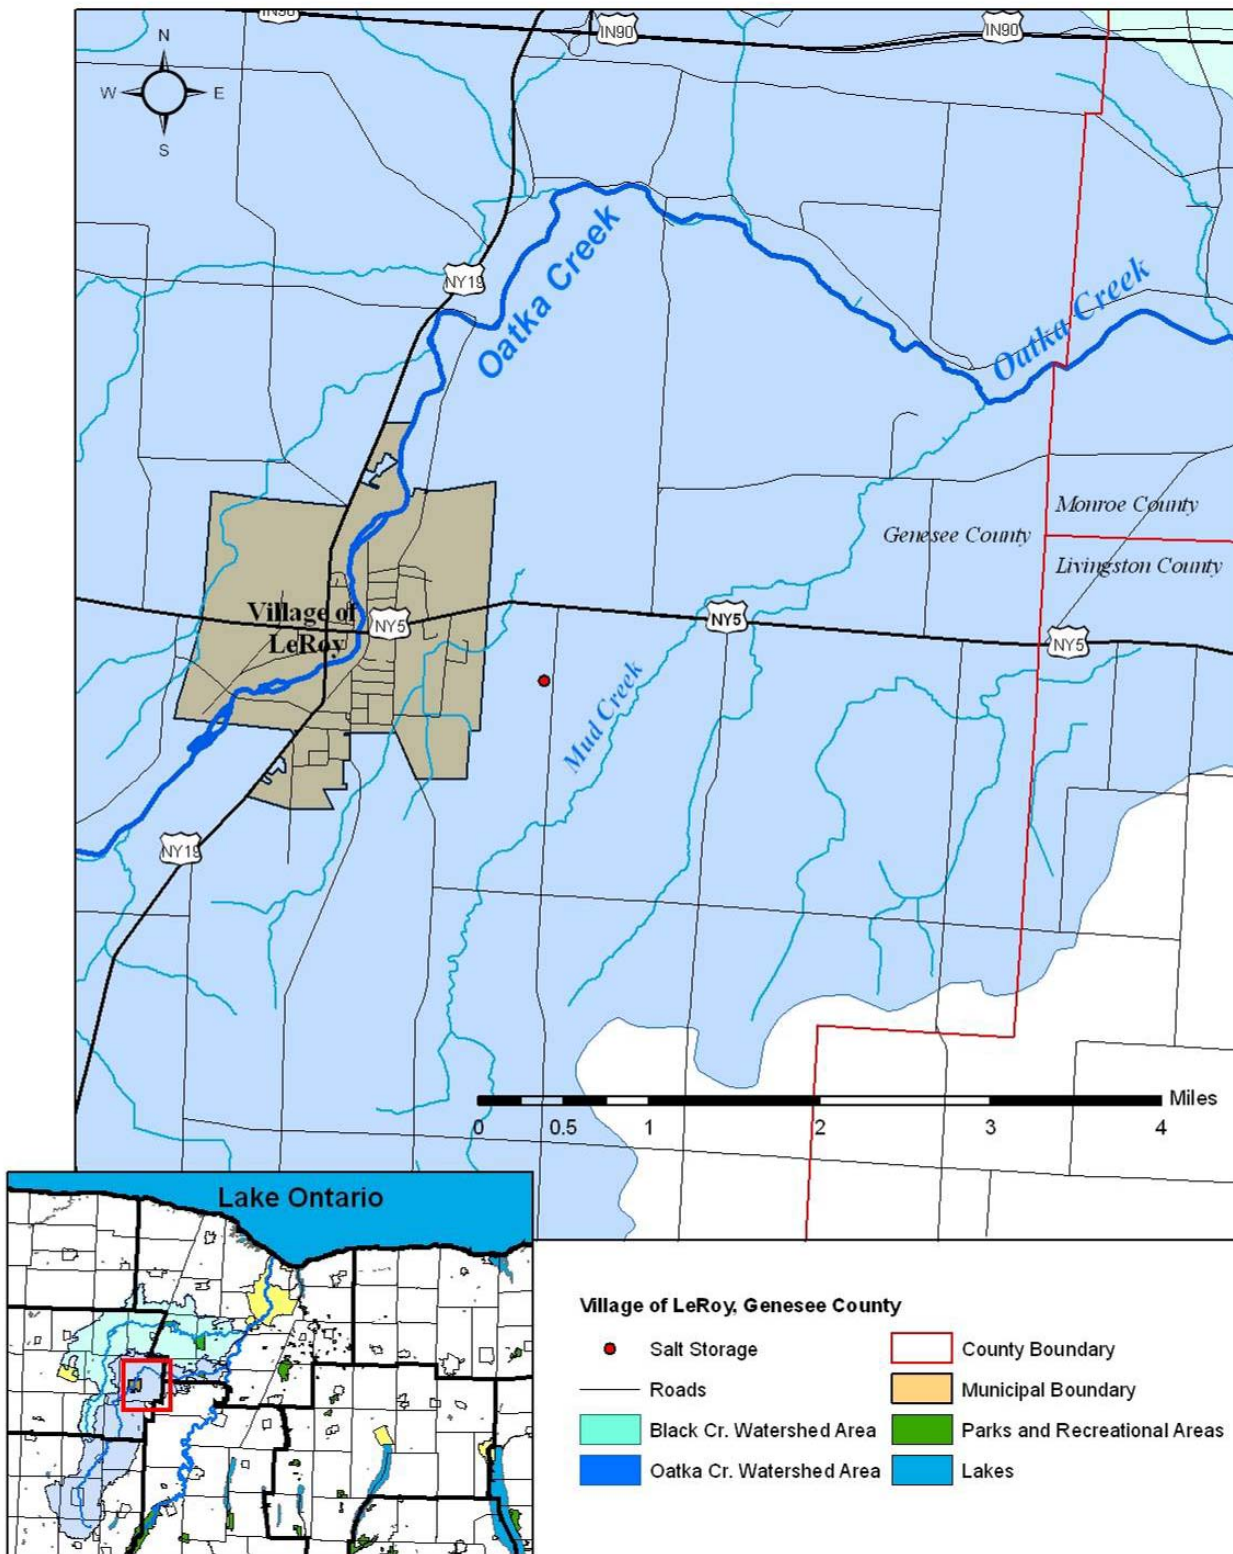 IN90
IN90
IN90
N
W
E
S
NY19
Oatka Creek
Oatka Creek
Monroe County
Genesee County
Livingston County
Village of
LeRoy
NY5
NY5
NY5
Mud Creek
NY19
Miles
0 0.5 1 2 3 4
Lake Ontario
Village of LeRoy, Genesee County
Salt Storage
County Boundary
Roads
Municipal Boundary
Black Cr. Watershed Area
Parks and Recreational Areas
Oatka Cr. Watershed Area
Lakes